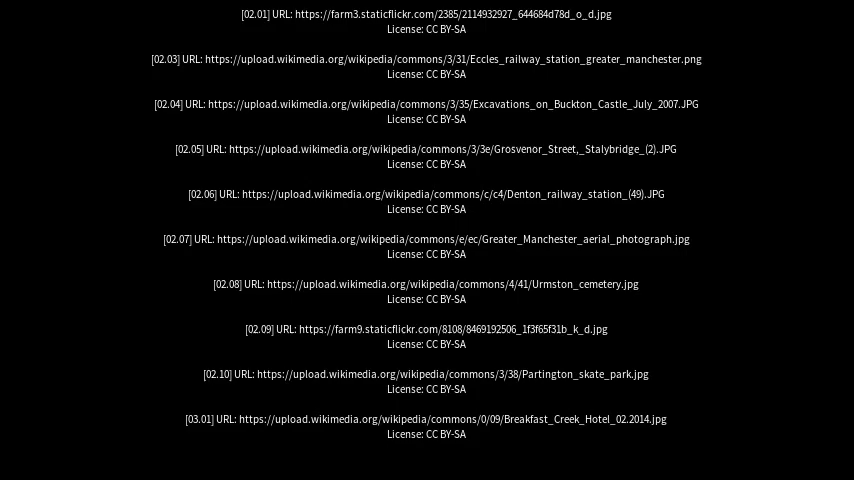 [02.01] URL: https://farm3.staticflickr.com/2385/2114932927_644684d78d_o_d.jpg
License: CC BY-SA
[02.03] URL: https://upload.wikimedia.org/wikipedia/commons/3/31/Eccles_railway_station_greater_manchester.png
License: CC BY-SA
[02.04] URL: https://upload.wikimedia.org/wikipedia/commons/3/35/Excavations_on_Buckton_Castle_July_2007.JPG
License: CC BY-SA
[02.05] URL: https://upload.wikimedia.org/wikipedia/commons/3/3e/Grosvenor_Street,_Stalybridge_(2).JPG
License: CC BY-SA
[02.06] URL: https://upload.wikimedia.org/wikipedia/commons/c/c4/Denton_railway_station_(49).JPG
License: CC BY-SA
[02.07] URL: https://upload.wikimedia.org/wikipedia/commons/e/ec/Greater_Manchester_aerial_photograph.jpg
License: CC BY-SA
[02.08] URL: https://upload.wikimedia.org/wikipedia/commons/4/41/Urmston_cemetery.jpg
License: CC BY-SA
[02.09] URL: https://farm9.staticflickr.com/8108/8469192506_1f3f65f31b_k_d.jpg
License: CC BY-SA
[02.10] URL: https://upload.wikimedia.org/wikipedia/commons/3/38/Partington_skate_park.jpg
License: CC BY-SA
[03.01] URL: https://upload.wikimedia.org/wikipedia/commons/0/09/Breakfast_Creek_Hotel_02.2014.jpg
License: CC BY-SA